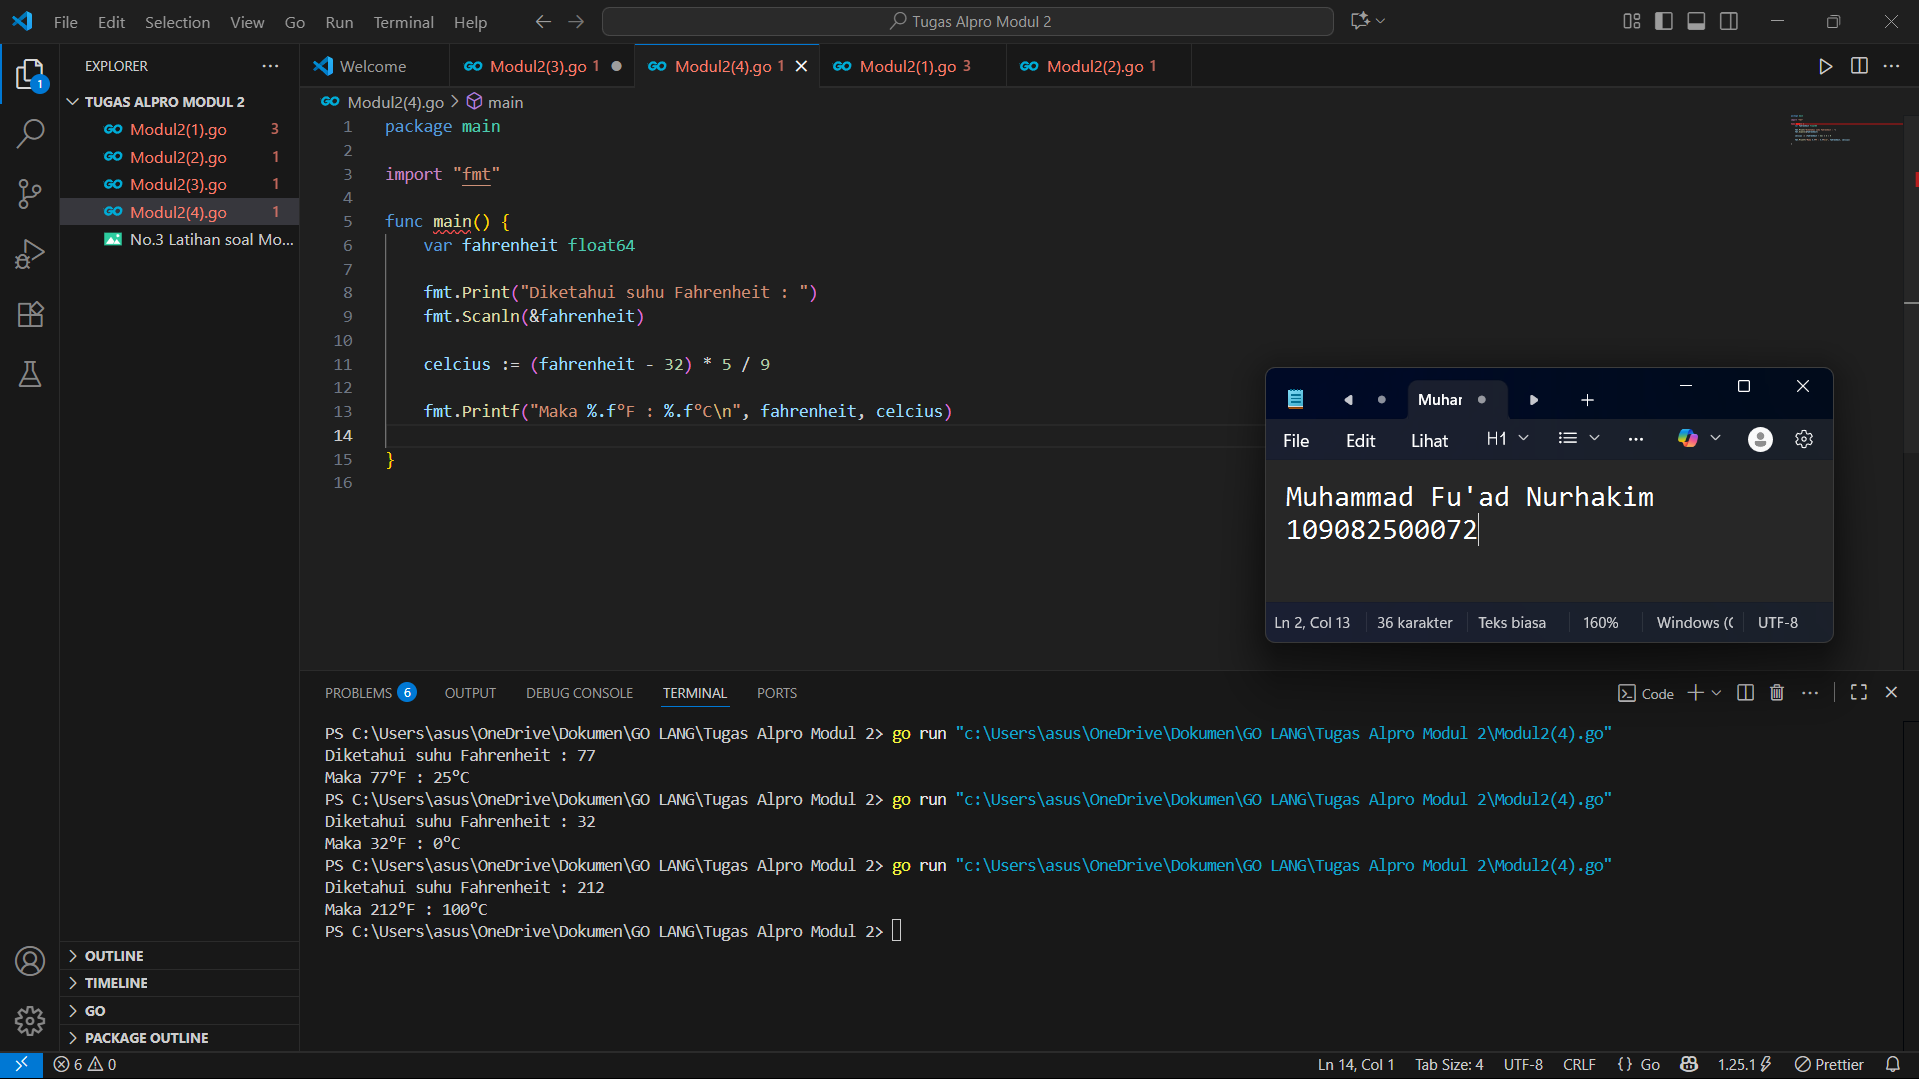 File Edit Selection View Go Run Terminal Help
Tugas Alpro Modul 2
EXPLORER
TUGAS ALPRO MODUL 2
Modul2(1).go 3
Modul2(2).go 1
Modul2(3).go 1
Modul2(4).go 1
No.3 Latihan soal Mo...
OUTLINE
TIMELINE
GO
PACKAGE OUTLINE
Welcome
Modul2(3).go 1
Modul2(4).go 1
Modul2(1).go 3
Modul2(2).go 1
Modul2(4).go > main
1 package main
2
3 import "fmt"
4
5 func main() {
6 var fahrenheit float64
7
8 fmt.Print("Diketahui suhu Fahrenheit : ")
9 fmt.Scanln(&fahrenheit)
10
11 celcius := (fahrenheit - 32) * 5 / 9
12
13 fmt.Printf("Maka %.fºF : %.fºC\n", fahrenheit, celcius)
14
15 }
16
Muhar
File Edit Lihat H1
Muhammad Fu'ad Nurhakim
109082500072
Ln 2, Col 13 36 karakter Teks biasa 160% Windows (C UTF-8
PROBLEMS 6 OUTPUT DEBUG CONSOLE TERMINAL PORTS
Code
PS C:\Users\asus\OneDrive\Dokumen\GO LANG\Tugas Alpro Modul 2> go run "c:\Users\asus\OneDrive\Dokumen\GO LANG\Tugas Alpro Modul 2\Modul2(4).go"
Diketahui suhu Fahrenheit : 77
Maka 77ºF : 25ºC
PS C:\Users\asus\OneDrive\Dokumen\GO LANG\Tugas Alpro Modul 2> go run "c:\Users\asus\OneDrive\Dokumen\GO LANG\Tugas Alpro Modul 2\Modul2(4).go"
Diketahui suhu Fahrenheit : 32
Maka 32ºF : 0ºC
PS C:\Users\asus\OneDrive\Dokumen\GO LANG\Tugas Alpro Modul 2> go run "c:\Users\asus\OneDrive\Dokumen\GO LANG\Tugas Alpro Modul 2\Modul2(4).go"
Diketahui suhu Fahrenheit : 212
Maka 212ºF : 100ºC
PS C:\Users\asus\OneDrive\Dokumen\GO LANG\Tugas Alpro Modul 2>
6 0
Ln 14, Col 1 Tab Size: 4 UTF-8 CRLF {} Go 1.25.1 Prettier